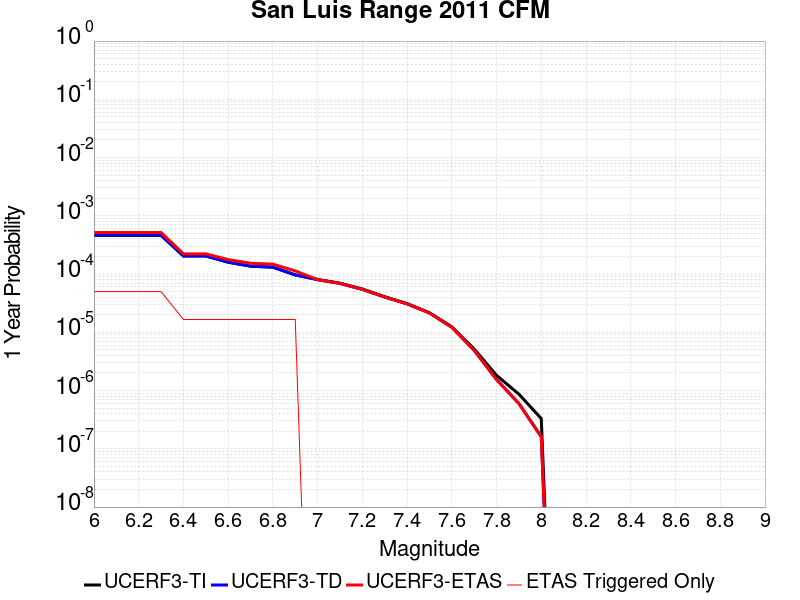 San Luis Range 2011 CFM
10^0
10^-1
10^-2
10^-3
10^-4
10^-5
10^-6
10^-7
10^-8
1 Year Probability
6 6.2 6.4 6.6 6.8 7 7.2 7.4 7.6 7.8 8 8.2 8.4 8.6 8.8 9
Magnitude
UCERF3-TI UCERF3-TD UCERF3-ETAS ETAS Triggered Only